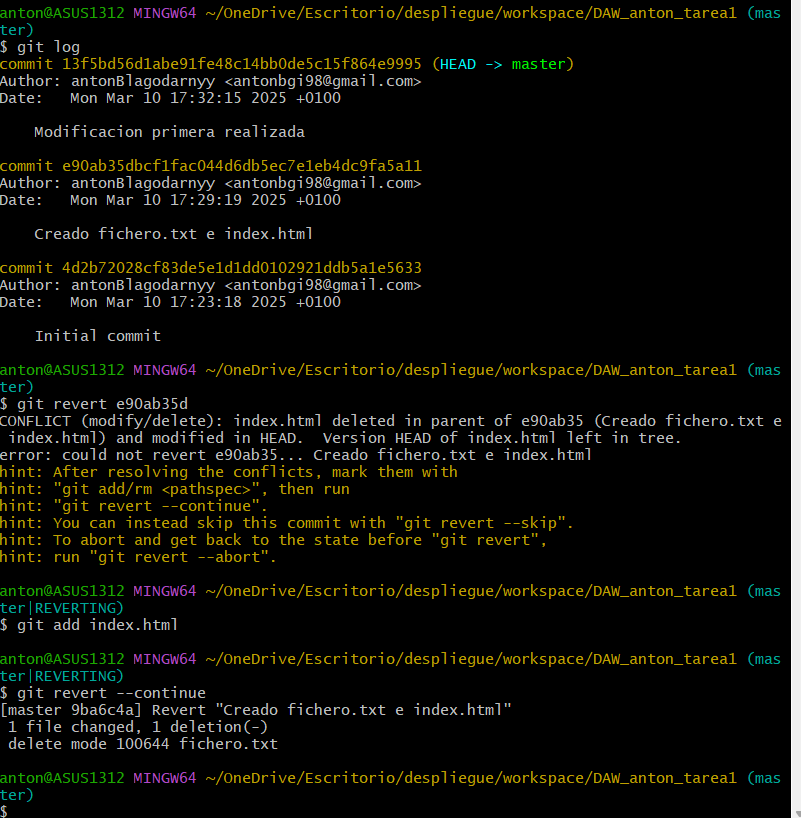 anton@ASUS1312 MINGW64 ~/OneDrive/Escritorio/despliegue/workspace/DAW_anton_tarea1 (mas
ter)
$ git log
commit 13f5bd56d1abe91fe48c14bb0de5c15f864e9995 (HEAD -> master)
Author: antonBlagodarnyy <antonbgi98@gmail.com>
Date:   Mon Mar 10 17:32:15 2025 +0100

    Modificacion primera realizada

commit e90ab35dbcf1fac044d6db5ec7e1eb4dc9fa5a11
Author: antonBlagodarnyy <antonbgi98@gmail.com>
Date:   Mon Mar 10 17:29:19 2025 +0100

    Creado fichero.txt e index.html

commit 4d2b72028cf83de5e1d1dd0102921ddb5a1e5633
Author: antonBlagodarnyy <antonbgi98@gmail.com>
Date:   Mon Mar 10 17:23:18 2025 +0100

    Initial commit

anton@ASUS1312 MINGW64 ~/OneDrive/Escritorio/despliegue/workspace/DAW_anton_tarea1 (mas
ter)
$ git revert e90ab35d
CONFLICT (modify/delete): index.html deleted in parent of e90ab35 (Creado fichero.txt e
 index.html) and modified in HEAD.  Version HEAD of index.html left in tree.
error: could not revert e90ab35... Creado fichero.txt e index.html
hint: After resolving the conflicts, mark them with
hint: "git add/rm <pathspec>", then run
hint: "git revert --continue".
hint: You can instead skip this commit with "git revert --skip".
hint: To abort and get back to the state before "git revert",
hint: run "git revert --abort".

anton@ASUS1312 MINGW64 ~/OneDrive/Escritorio/despliegue/workspace/DAW_anton_tarea1 (mas
ter|REVERTING)
$ git add index.html

anton@ASUS1312 MINGW64 ~/OneDrive/Escritorio/despliegue/workspace/DAW_anton_tarea1 (mas
ter|REVERTING)
$ git revert --continue
[master 9ba6c4a] Revert "Creado fichero.txt e index.html"
 1 file changed, 1 deletion(-)
 delete mode 100644 fichero.txt

anton@ASUS1312 MINGW64 ~/OneDrive/Escritorio/despliegue/workspace/DAW_anton_tarea1 (mas
ter)
$